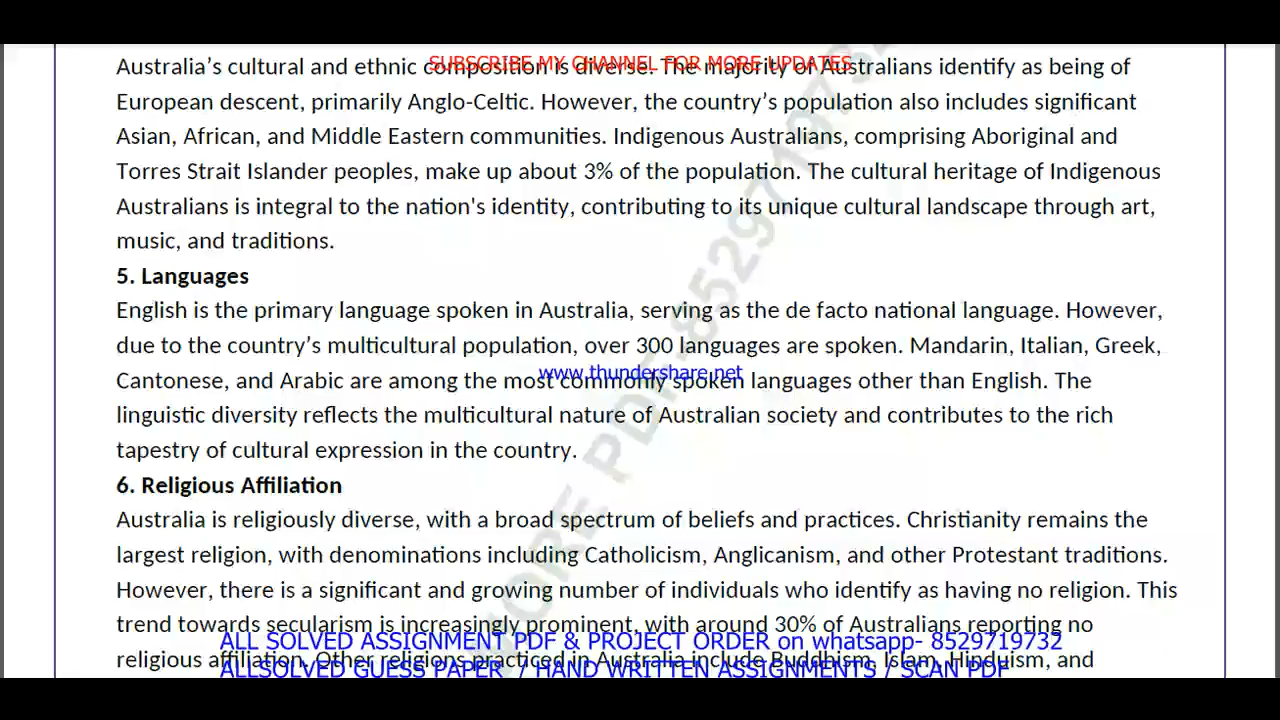 SUBSCRIBE MY CHANNEL FOR MORE UPDATES
Australia’s cultural and ethnic composition is diverse. The majority of Australians identify as being of
European descent, primarily Anglo-Celtic. However, the country’s population also includes significant
Asian, African, and Middle Eastern communities. Indigenous Australians, comprising Aboriginal and
Torres Strait Islander peoples, make up about 3% of the population. The cultural heritage of Indigenous
Australians is integral to the nation's identity, contributing to its unique cultural landscape through art,
music, and traditions.
5. Languages
English is the primary language spoken in Australia, serving as the de facto national language. However,
due to the country’s multicultural population, over 300 languages are spoken. Mandarin, Italian, Greek,
www.thundershare.net
Cantonese, and Arabic are among the most commonly spoken languages other than English. The
linguistic diversity reflects the multicultural nature of Australian society and contributes to the rich
tapestry of cultural expression in the country.
6. Religious Affiliation
Australia is religiously diverse, with a broad spectrum of beliefs and practices. Christianity remains the
largest religion, with denominations including Catholicism, Anglicanism, and other Protestant traditions.
However, there is a significant and growing number of individuals who identify as having no religion. This
trend towards secularism is increasingly prominent, with around 30% of Australians reporting no
ALL SOLVED ASSIGNMENT PDF & PROJECT ORDER on whatsapp- 8529719732
religious affiliation. Other religions practiced in Australia include Buddhism, Islam, Hinduism, and
ALLSOLVED GUESS PAPER / HAND WRITTEN ASSIGNMENTS / SCAN PDF
MORE PDF-8529719732